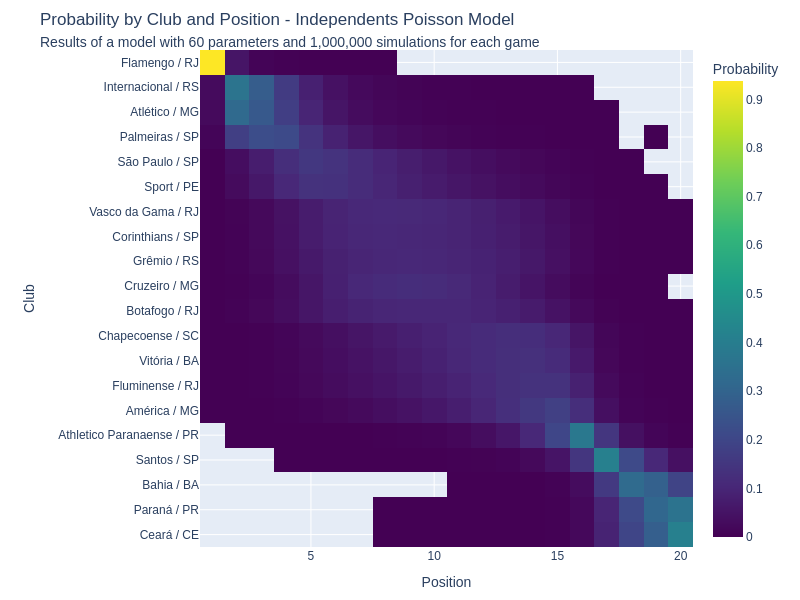 Probability by Club and Position - Independents Poisson Model
Results of a model with 60 parameters and 1,000,000 simulations for each game
Probability
Club
Flamengo / RJ
Internacional / RS
Atlético / MG
Palmeiras / SP
São Paulo / SP
Sport / PE
Vasco da Gama / RJ
Corinthians / SP
Grêmio / RS
Cruzeiro / MG
Botafogo / RJ
Chapecoense / SC
Vitória / BA
Fluminense / RJ
América / MG
Athletico Paranaense / PR
Santos / SP
Bahia / BA
Paraná / PR
Ceará / CE
0.9
0.8
0.7
0.6
0.5
0.4
0.3
0.2
0.1
0
5
10
15
20
Position